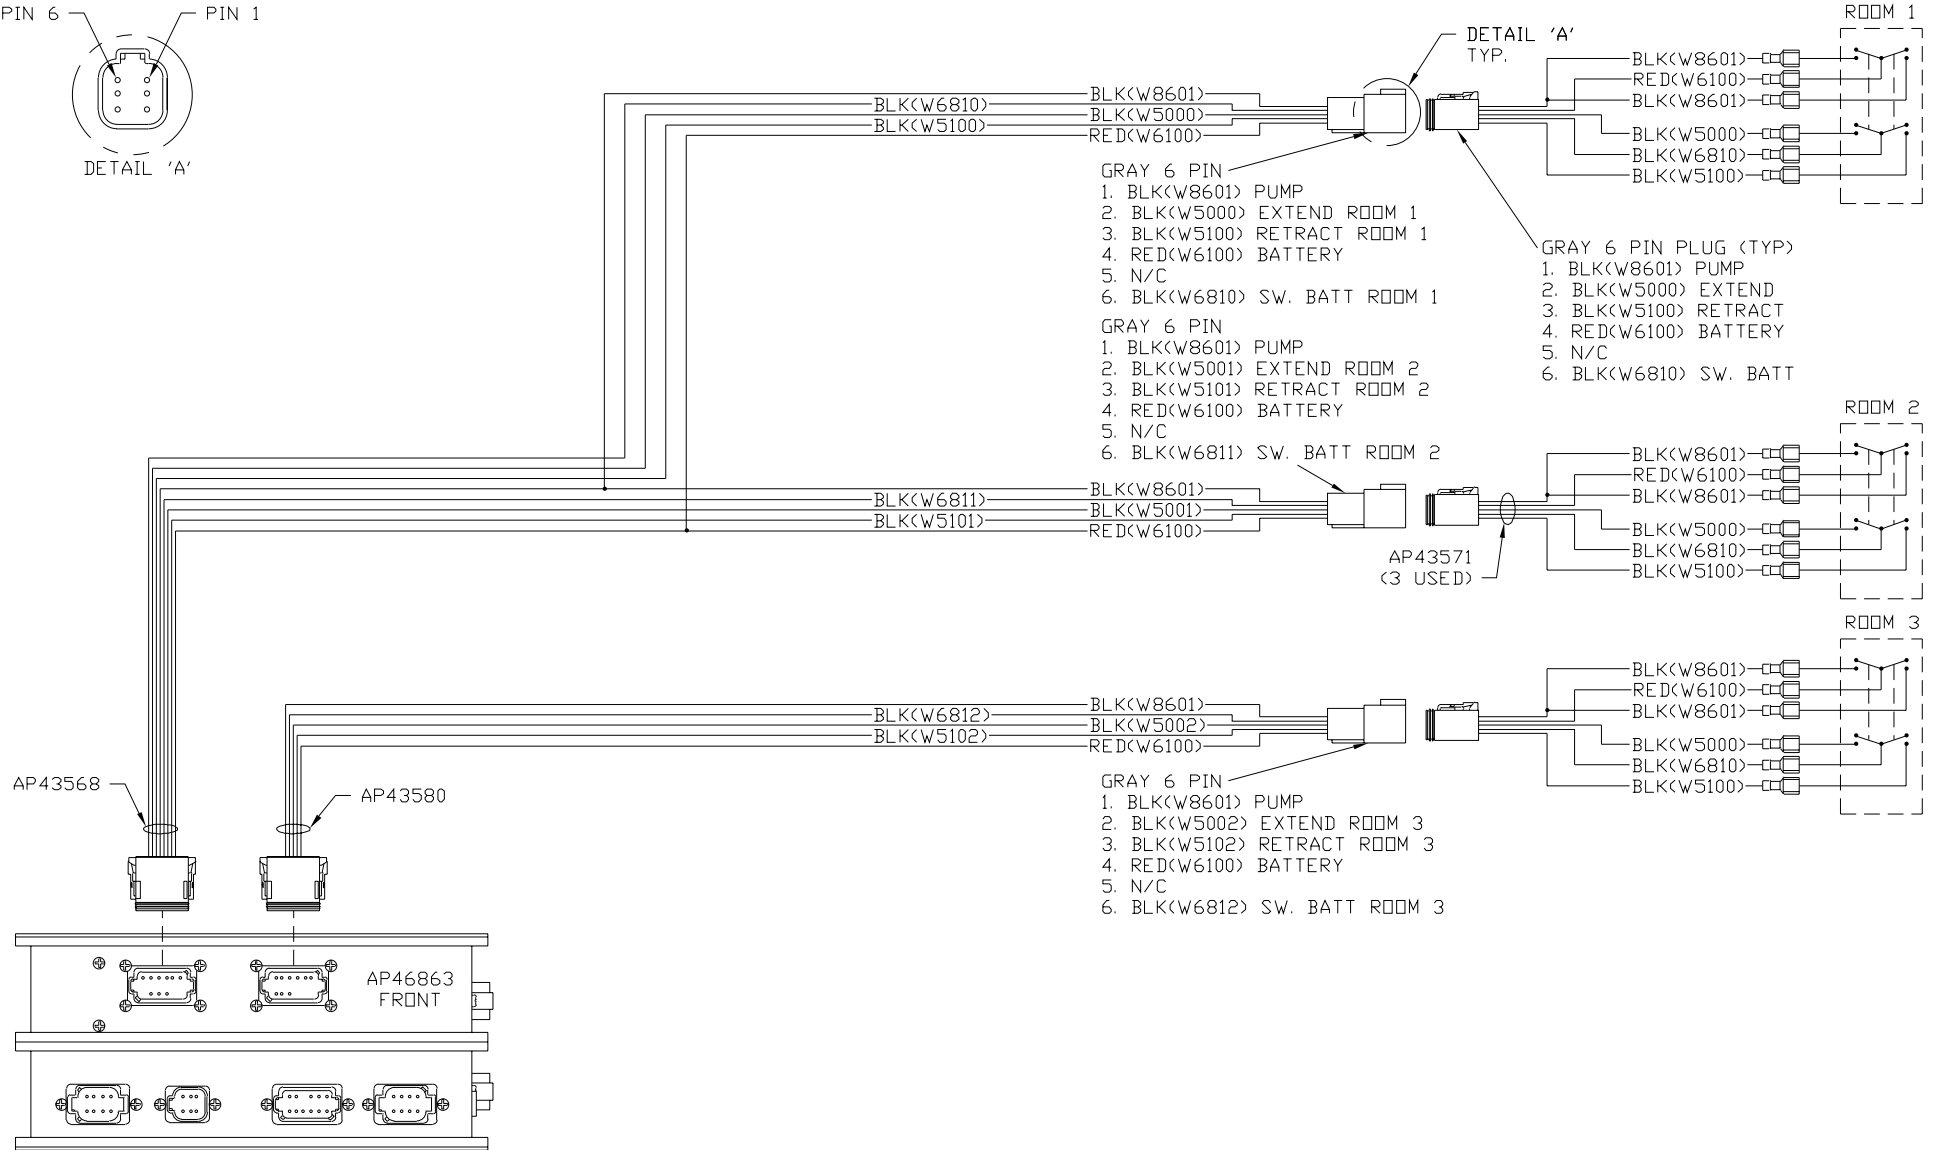 PIN 6
PIN 1
DETAIL 'A'
DETAIL 'A'
TYP.
ROOM 1
BLK(W8601)
BLK(W6810)
BLK(W5000)
BLK(W5100)
RED(W6100)
BLK(W8601)
RED(W6100)
BLK(W8601)
BLK(W5000)
BLK(W6810)
BLK(W5100)
GRAY 6 PIN
1. BLK(W8601) PUMP
2. BLK(W5000) EXTEND ROOM 1
3. BLK(W5100) RETRACT ROOM 1
4. RED(W6100) BATTERY
5. N/C
6. BLK(W6810) SW. BATT ROOM 1
GRAY 6 PIN PLUG (TYP)
1. BLK(W8601) PUMP
2. BLK(W5000) EXTEND
3. BLK(W5100) RETRACT
4. RED(W6100) BATTERY
5. N/C
6. BLK(W6810) SW. BATT
GRAY 6 PIN
1. BLK(W8601) PUMP
2. BLK(W5001) EXTEND ROOM 2
3. BLK(W5101) RETRACT ROOM 2
4. RED(W6100) BATTERY
5. N/C
6. BLK(W6811) SW. BATT ROOM 2
ROOM 2
BLK(W8601)
BLK(W6811)
BLK(W5001)
BLK(W5101)
RED(W6100)
BLK(W8601)
RED(W6100)
BLK(W8601)
BLK(W5000)
BLK(W6810)
BLK(W5100)
AP43571
(3 USED)
ROOM 3
BLK(W8601)
BLK(W6812)
BLK(W5002)
BLK(W5102)
RED(W6100)
BLK(W8601)
RED(W6100)
BLK(W8601)
BLK(W5000)
BLK(W6810)
BLK(W5100)
GRAY 6 PIN
1. BLK(W8601) PUMP
2. BLK(W5002) EXTEND ROOM 3
3. BLK(W5102) RETRACT ROOM 3
4. RED(W6100) BATTERY
5. N/C
6. BLK(W6812) SW. BATT ROOM 3
AP43568
AP43580
AP46863
FRONT